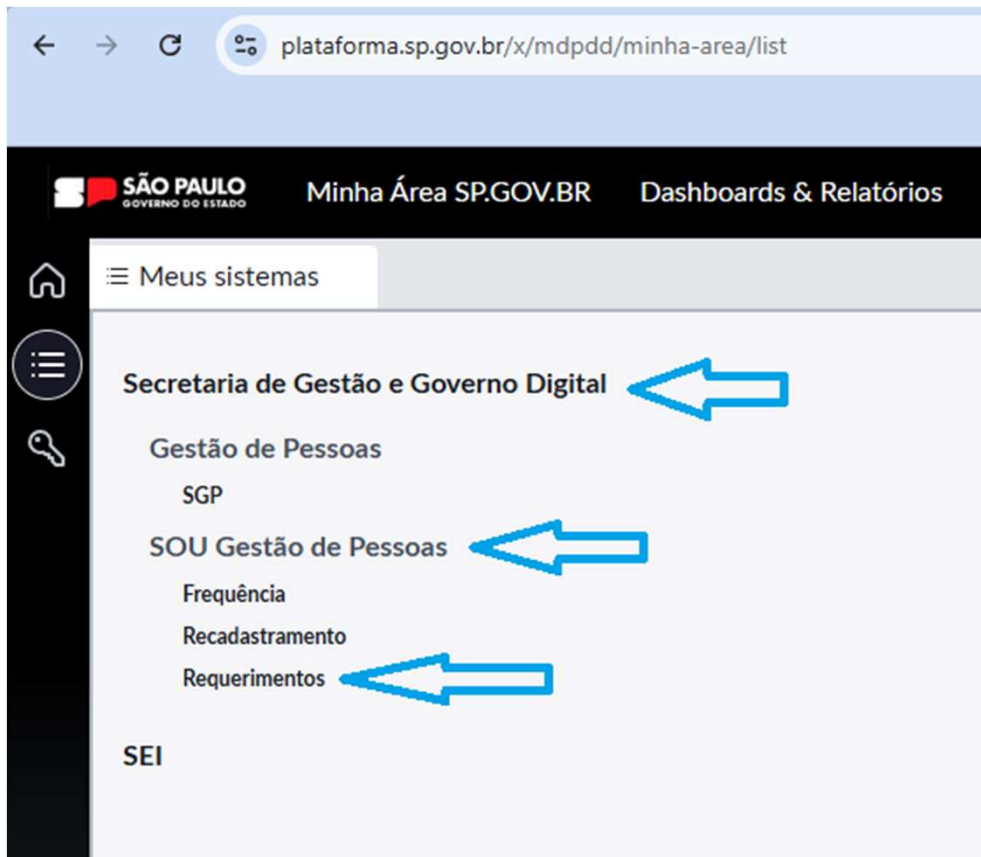 plataforma.sp.gov.br/x/mdpdd/minha-area/list
SÃO PAULO
GOVERNO DO ESTADO
Minha Área SP.GOV.BR
Dashboards & Relatórios
Meus sistemas
Secretaria de Gestão e Governo Digital
Gestão de Pessoas
SGP
SOU Gestão de Pessoas
Frequência
Recadastramento
Requerimentos
SEI